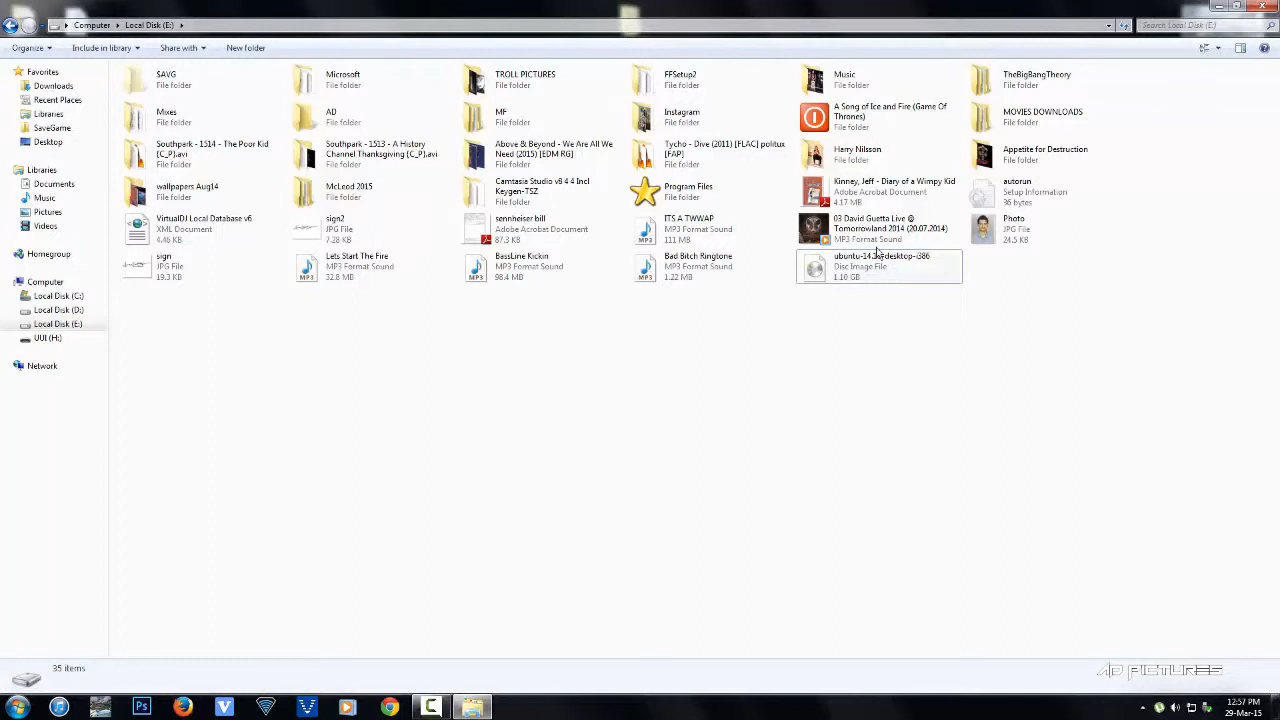 Computer ▸ Local Disk (E:) ▸
Search Local Disk (E:)
Organize
Include in library
Share with
New folder
Favorites
Downloads
Recent Places
Libraries
SaveGame
Desktop
Libraries
Documents
Music
Pictures
Videos
Homegroup
Computer
Local Disk (C:)
Local Disk (D:)
Local Disk (E:)
UUI (H:)
Network
SAVG
File folder
Microsoft
File folder
TROLL PICTURES
File folder
FFSetup2
File folder
Music
File folder
TheBigBangTheory
File folder
Mixes
File folder
AD
File folder
MF
File folder
Instagram
File folder
A Song of Ice and Fire (Game Of
Thrones)
File folder
MOVIES DOWNLOADS
File folder
Southpark - 1514 - The Poor Kid
[C_P].avi
File folder
Southpark - 1513 - A History
Channel Thanksgiving [C_P].avi
File folder
Above & Beyond - We Are All We
Need (2015) [EDM RG]
File folder
Tycho - Dive (2011) [FLAC] politux
[FAP]
File folder
Harry Nilsson
File folder
Appetite for Destruction
File folder
wallpapers Aug14
File folder
McLeod 2015
File folder
Camtasia Studio v8 4 4 Incl
Keygen-TSZ
File folder
Program Files
File folder
Kinney, Jeff - Diary of a Wimpy Kid
Adobe Acrobat Document
4.17 MB
autorun
Setup Information
36 bytes
VirtualDJ Local Database v6
XML Document
4.46 KB
sign2
JPG File
7.28 KB
sennheiser bill
Adobe Acrobat Document
87.3 KB
ITS A TWWAP
MP3 Format Sound
111 MB
03 David Guetta Live @
Tomorrowland 2014 (20.07.2014)
MP3 Format Sound
Photo
JPG File
24.5 KB
sign
JPG File
19.3 KB
Lets Start The Fire
MP3 Format Sound
32.8 MB
BassLine Kickin
MP3 Format Sound
98.4 MB
Bad Bitch Ringtone
MP3 Format Sound
1.22 MB
desktop-i386
Disc Image File
1.10 GB
35 items
AP PICTURES
12:57 PM
29-Mar-15